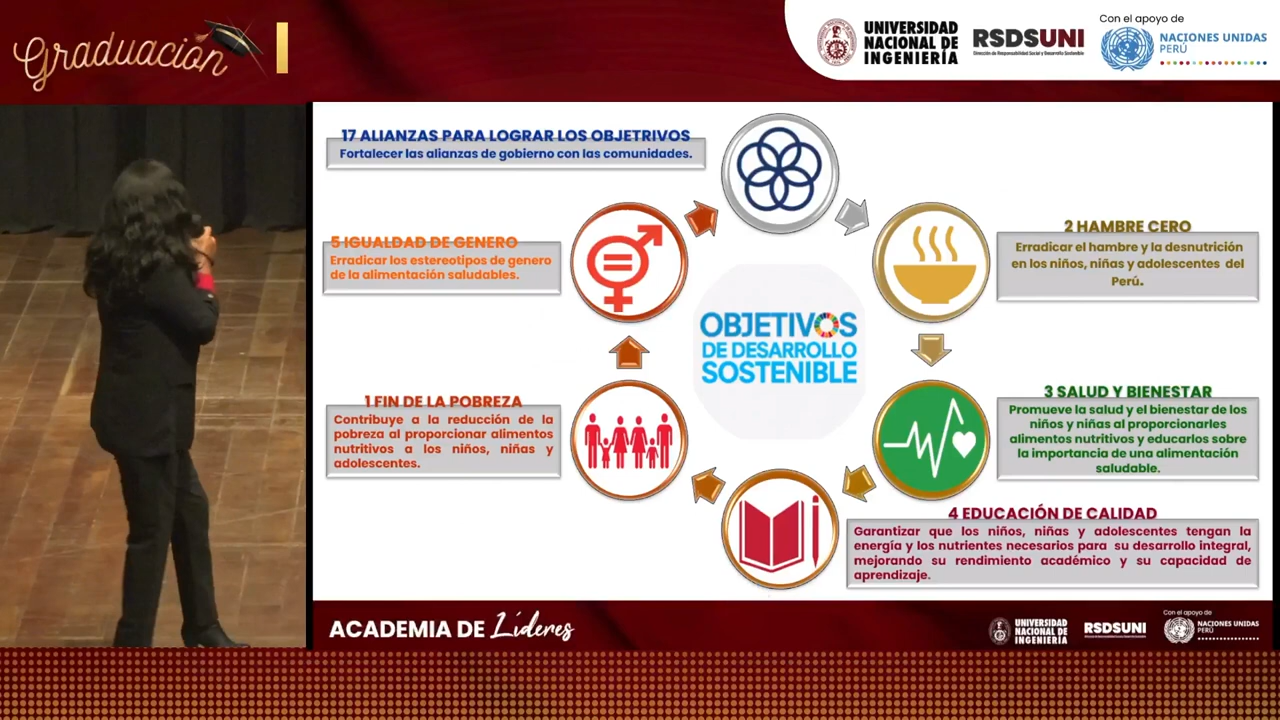 Graduación
UNIVERSIDAD
NACIONAL DE
INGENIERÍA
RSDSUNI
Dirección de Responsabilidad Social y Desarrollo Sostenible
Con el apoyo de
NACIONES UNIDAS
PERÚ
17 ALIANZAS PARA LOGRAR LOS OBJETRIVOS
Fortalecer las alianzas de gobierno con las comunidades.
5 IGUALDAD DE GENERO
Erradicar los estereotipos de genero
de la alimentación saludables.
1 FIN DE LA POBREZA
Contribuye a la reducción de la
pobreza al proporcionar alimentos
nutritivos a los niños, niñas y
adolescentes.
OBJETIVOS
DE DESARROLLO
SOSTENIBLE
2 HAMBRE CERO
Erradicar el hambre y la desnutrición
en los niños, niñas y adolescentes del
Perú.
3 SALUD Y BIENESTAR
Promueve la salud y el bienestar de los
niños y niñas al proporcionarles
alimentos nutritivos y educarlos sobre
la importancia de una alimentación
saludable.
4 EDUCACIÓN DE CALIDAD
Garantizar que los niños, niñas y adolescentes tengan la
energía y los nutrientes necesarios para su desarrollo integral,
mejorando su rendimiento académico y su capacidad de
aprendizaje.
ACADEMIA DE Líderes
UNIVERSIDAD
NACIONAL DE
INGENIERÍA
RSDSUNI
Con el apoyo de
NACIONES UNIDAS
PERÚ